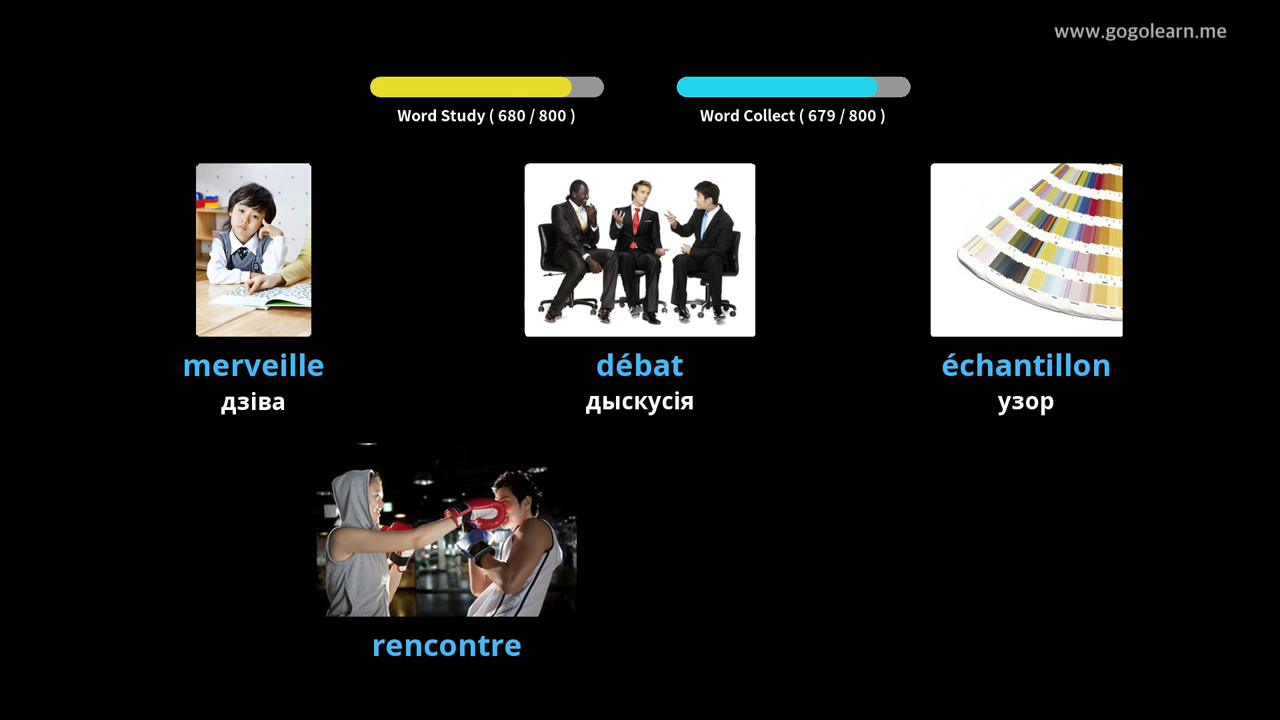 www.gogolearn.me
Word Study ( 680 / 800 )
Word Collect ( 679 / 800 )
merveille
дзіва
débat
дыскусія
échantillon
узор
rencontre